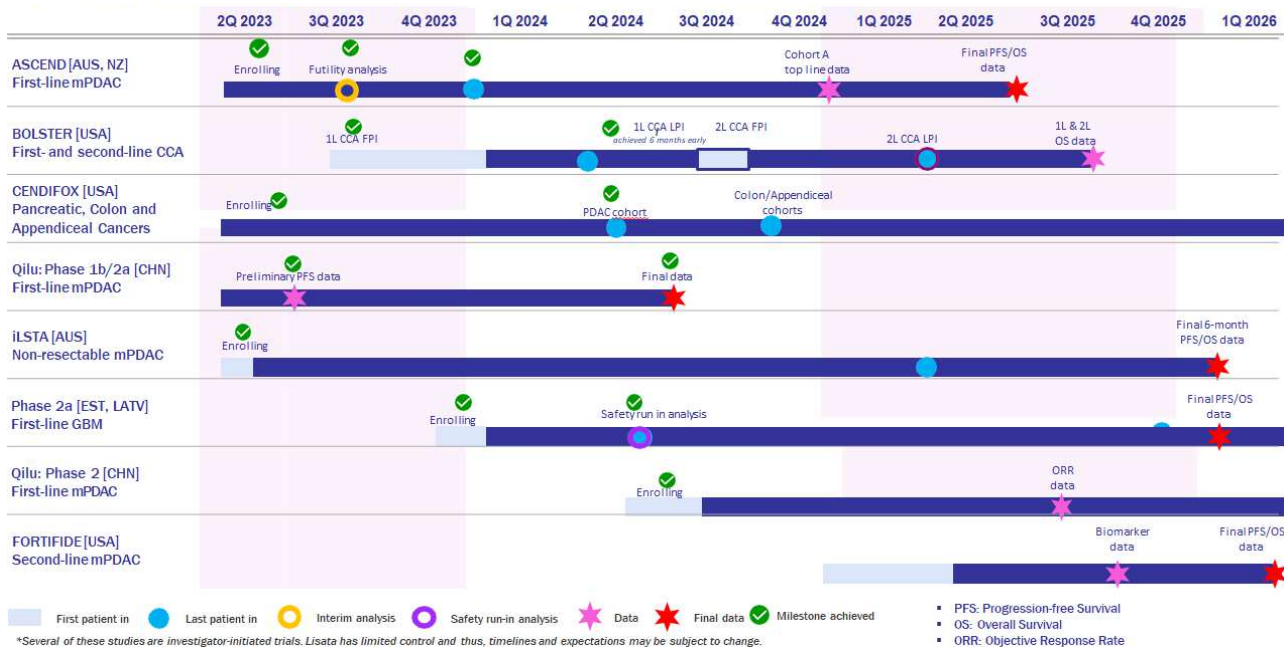 2Q 2023 3Q 2023 4Q 2023 1Q 2024 2Q 2024 3Q 2024 4Q 2024 1Q 2025 2Q 2025 3Q 2025 4Q 2025 1Q 2026
ASCEND [AUS, NZ]
First-line mPDAC
Enrolling
Futility analysis
Cohort A
top line data
Final PFS/OS
data
BOLSTER [USA]
First- and second-line CCA
1L CCA FPI
1L CCA LPI
achieved 6 months early
2L CCA FPI
2L CCA LPI
1L & 2L
OS data
CENDIFOX [USA]
Pancreatic, Colon and
Appendiceal Cancers
Enrolling
PDAC cohort
Colon/Appendiceal
cohorts
Qilu: Phase 1b/2a [CHN]
First-line mPDAC
Preliminary PFS data
Final data
iLSTA [AUS]
Non-resectable mPDAC
Enrolling
Final 6-month
PFS/OS data
Phase 2a [EST, LATV]
First-line GBM
Enrolling
Safety run in analysis
Final PFS/OS
data
Qilu: Phase 2 [CHN]
First-line mPDAC
Enrolling
ORR
data
FORTIFIDE [USA]
Second-line mPDAC
Biomarker
data
Final PFS/OS
data
First patient in Last patient in Interim analysis Safety run-in analysis Data Final data Milestone achieved
*Several of these studies are investigator-initiated trials. Lisata has limited control and thus, timelines and expectations may be subject to change.
▪ PFS: Progression-free Survival
▪ OS: Overall Survival
▪ ORR: Objective Response Rate